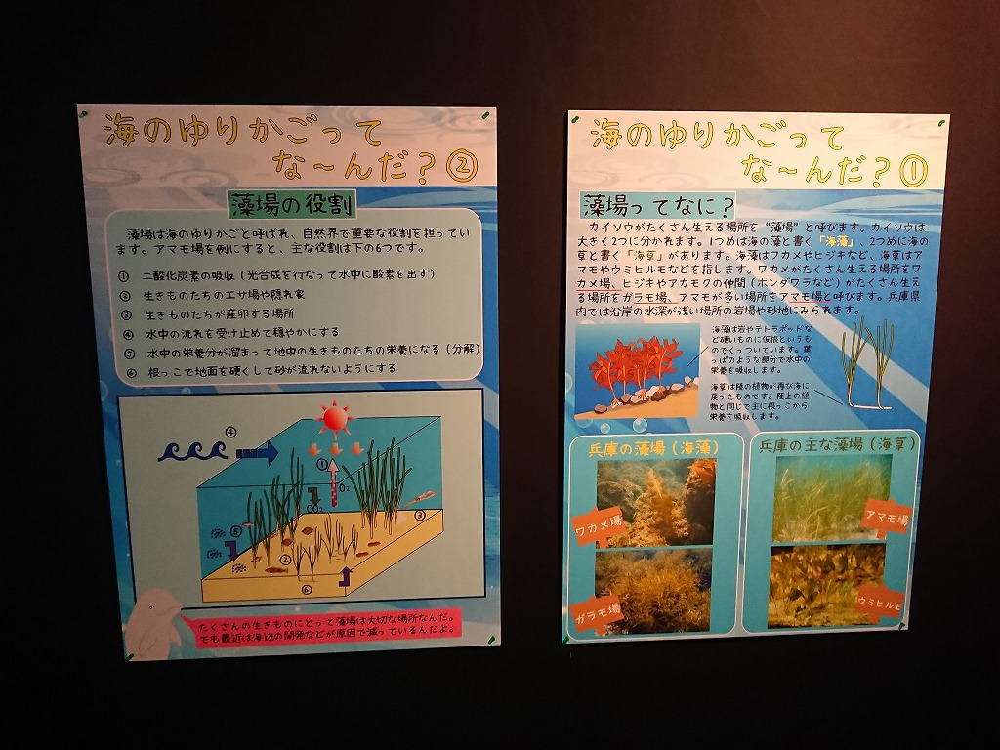 海のゆりかごって
な～んだ？②
藻場の役割
藻場は海のゆりかごと呼ばれ、自然界で重要な役割を担ってい
ます。アマモ場を例にすると、主な役割は下の6つです。
① 二酸化炭素の吸収（光合成を行なって水中に酸素を出す）
② 生きものたちのエサ場や隠れ家
③ 生きものたちが産卵する場所
④ 水中の流れを受け止めて穏やかにする
⑤ 水中の栄養分が溜まって地中の生きものたちの栄養になる（分解）
⑥ 根っこで地面を硬くして砂が流れないようにする
④
①
O₂
CO₂
③
⑤
②
⑥
たくさんの生きものにとって藻場は大切な場所なんだ。
でも最近は海辺の開発などが原因で減っているんだよ。
海のゆりかごって
な～んだ？①
藻場ってなに？
カイソウがたくさん生える場所を“藻場”と呼びます。カイソウは
大きく2つに分かれます。1つめは海の藻と書く「海藻」、2つめに海の
草と書く「海草」があります。海藻はワカメやヒジキなど、海草はア
マモやウミヒルモなどを指します。ワカメがたくさん生える場所をワ
カメ場、ヒジキやアカモクの仲間（ホンダワラなど）がたくさん生え
る場所をガラモ場、アマモが多い場所をアマモ場と呼びます。兵庫県
内では沿岸の水深が浅い場所の岩場や砂地にみられます。
海藻は岩やテトラポッドな
ど硬いものに仮根というも
のでくっついています。葉
っぱのような部分で水中の
栄養を吸収します。
海草は陸の植物が再び海に
戻ったものです。陸上の植
物と同じで主に根っこから
栄養を吸収します。
兵庫の藻場（海藻）
ワカメ場
ガラモ場
兵庫の主な藻場（海草）
アマモ場
ウミヒルモ